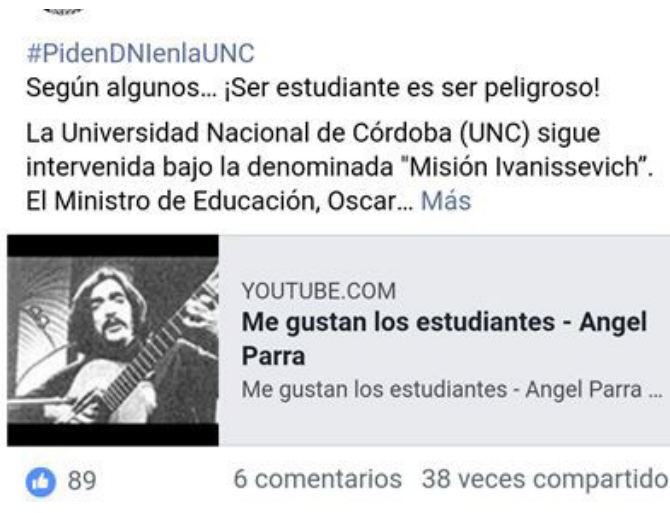 #PidenDNIenlaUNC
Según algunos... ¡Ser estudiante es ser peligroso!
La Universidad Nacional de Córdoba (UNC) sigue
intervenida bajo la denominada "Misión Ivanissevich”.
El Ministro de Educación, Oscar... Más
YOUTUBE.COM
Me gustan los estudiantes - Angel
Parra
Me gustan los estudiantes - Angel Parra ...
89
6 comentarios 38 veces compartido